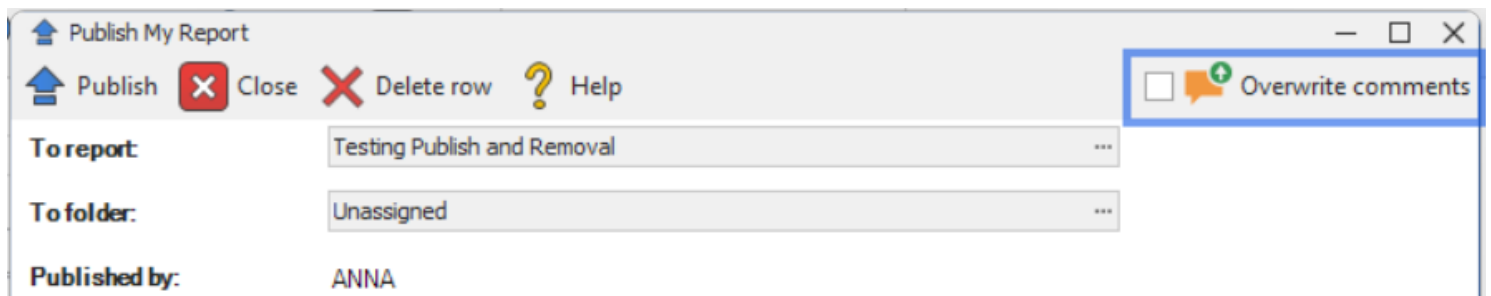 Publish My Report
Publish Close Delete row Help Overwrite comments
To report: Testing Publish and Removal ...
To folder: Unassigned ...
Published by: ANNA